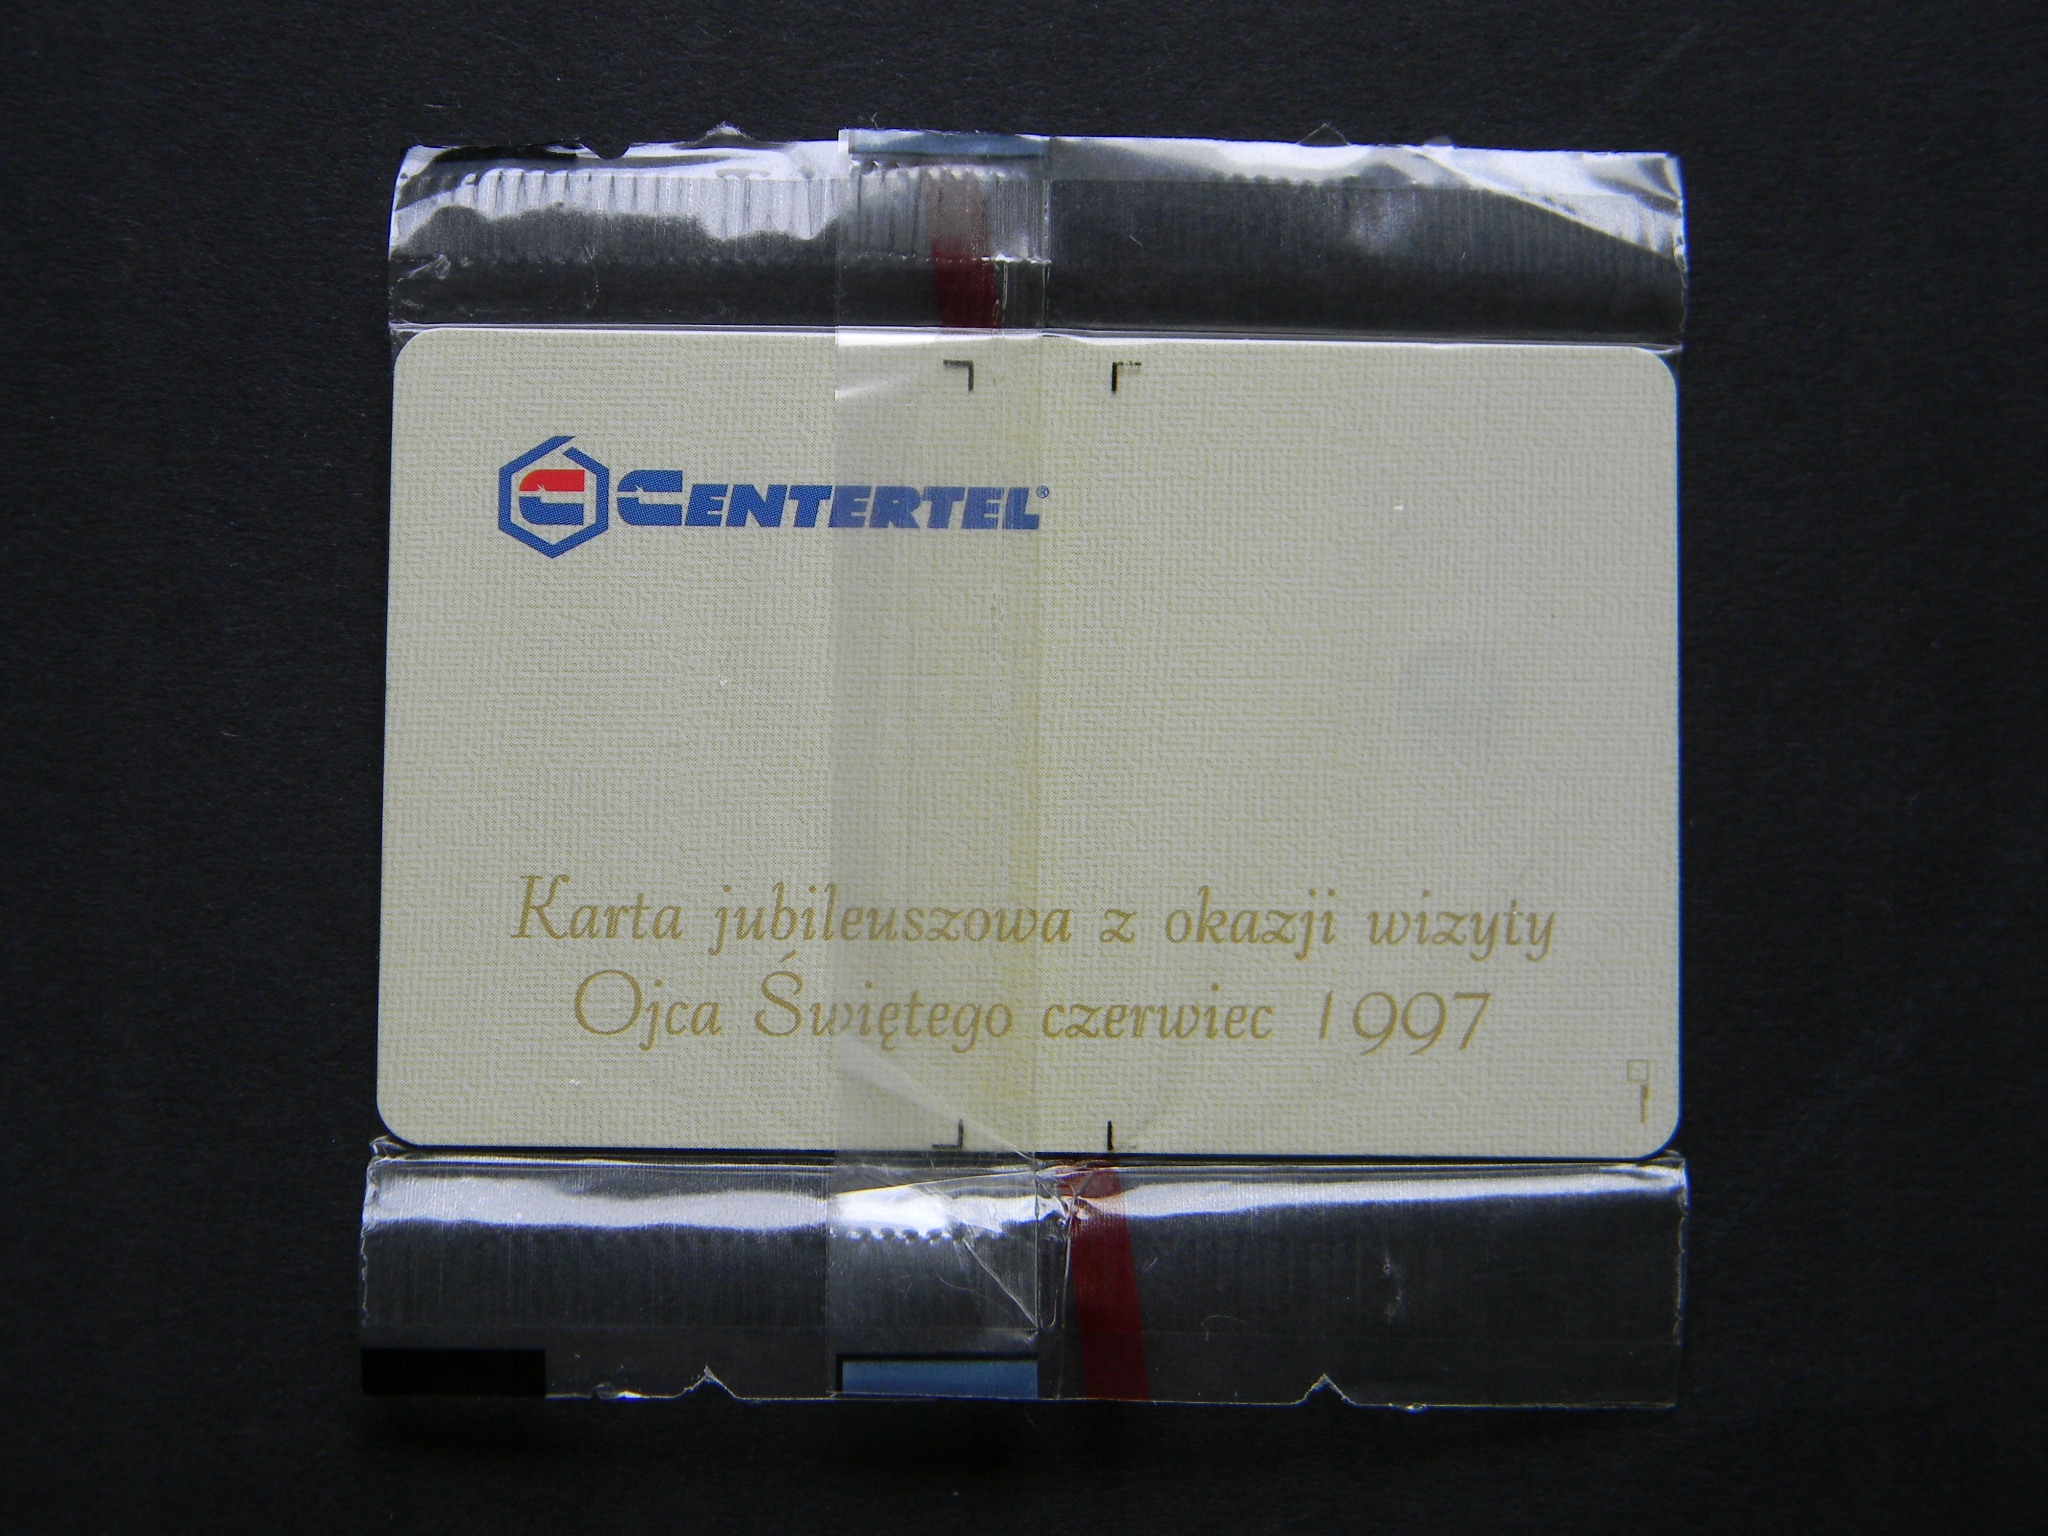 CENTERTEL®
Karta jubileuszowa z okazji wizyty
Ojca Świętego czerwiec 1997